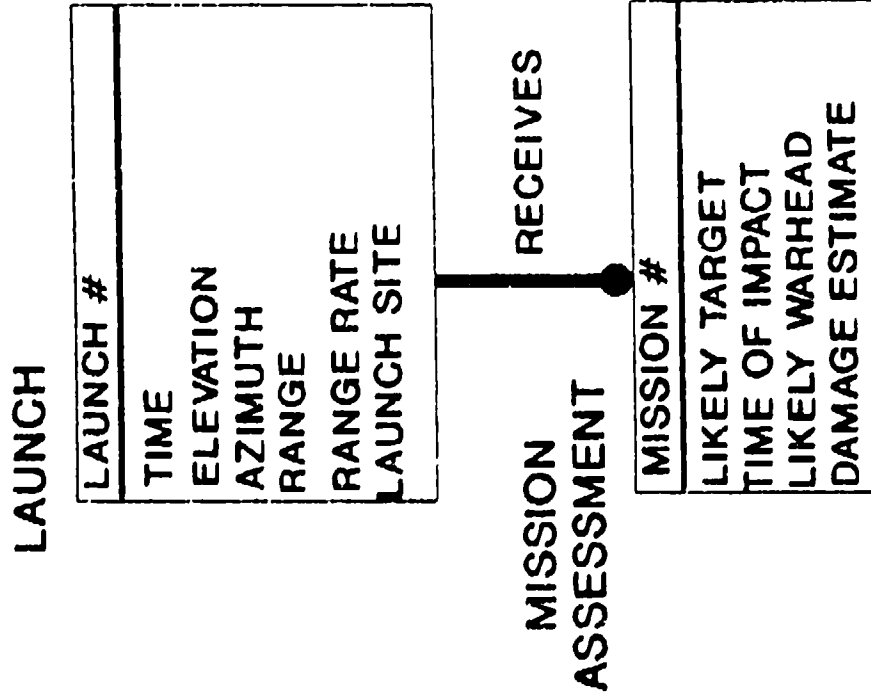 LAUNCH
LAUNCH #
TIME
ELEVATION
AZIMUTH
RANGE
RANGE RATE
LAUNCH SITE
RECEIVES
MISSION
ASSESSMENT
MISSION #
LIKELY TARGET
TIME OF IMPACT
LIKELY WARHEAD
DAMAGE ESTIMATE